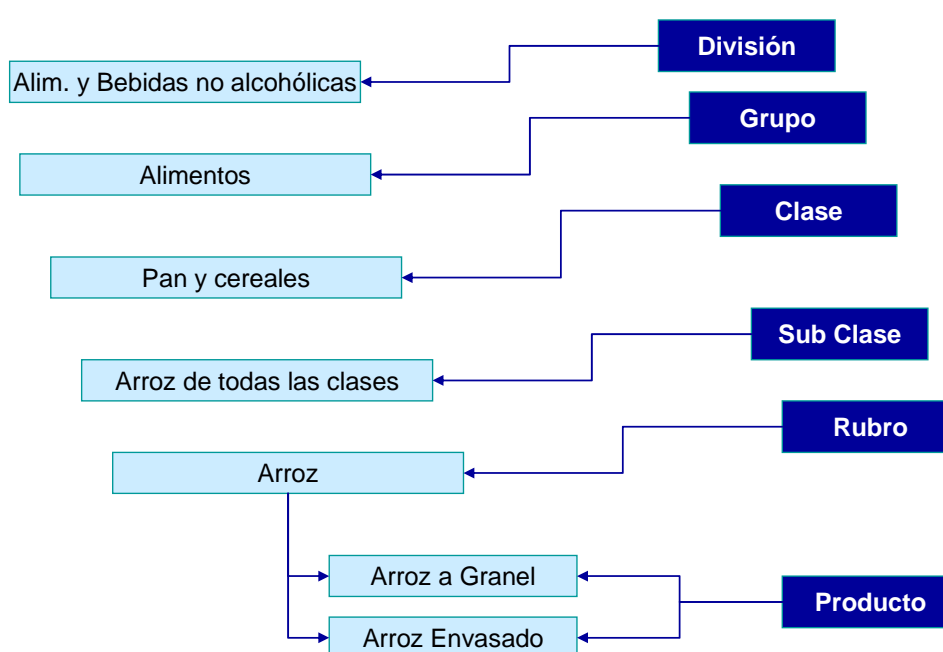 División
Alim. y Bebidas no alcohólicas
Grupo
Alimentos
Clase
Pan y cereales
Sub Clase
Arroz de todas las clases
Rubro
Arroz
Arroz a Granel
Producto
Arroz Envasado